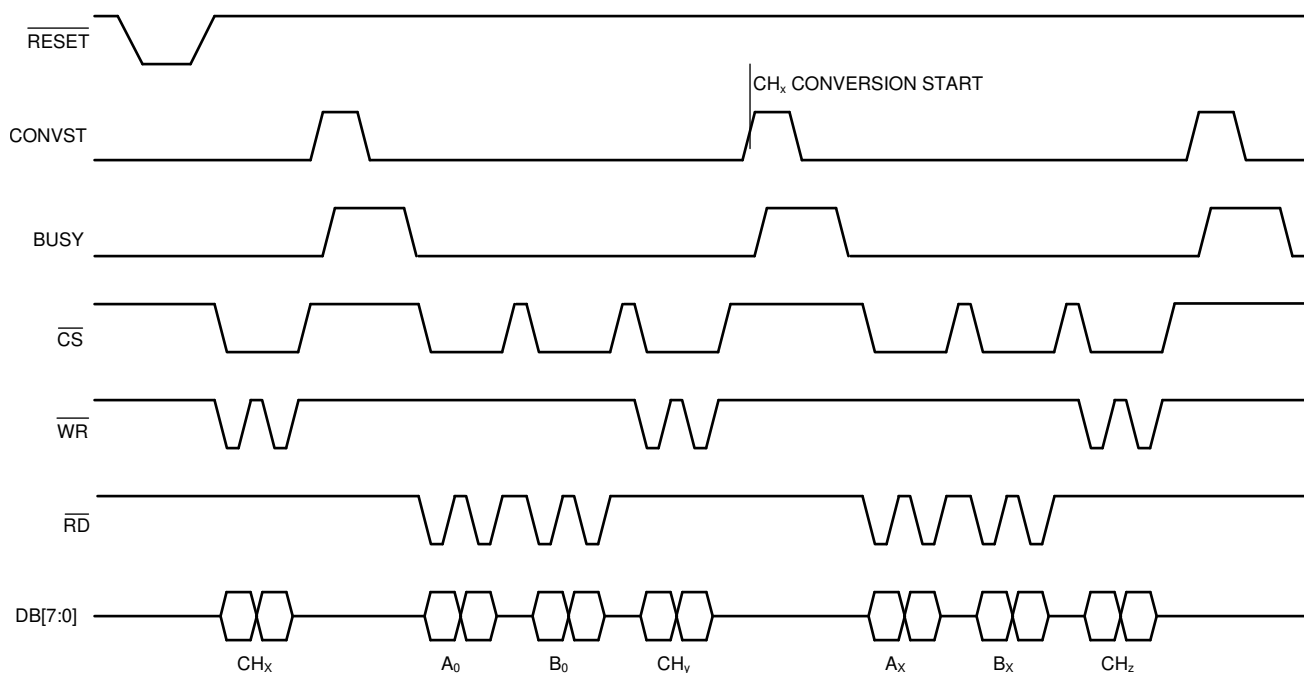 RESET
CHₓ CONVERSION START
CONVST
BUSY
CS
WR
RD
DB[7:0]
CHX A₀ B₀ CHy AX BX CHz